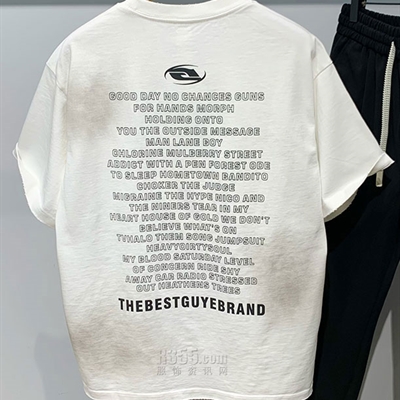 GOOD DAY NO CHANCES GUNS
FOR HANDS MORPH
HOLDING ONTO
YOU THE OUTSIDE MESSAGE
MAN LANE BOY
CHLORINE MULBERRY STREET
ADDICT WITH A PEN FOREST ODE
TO SLEEP HOMETOWN BANDITO
CHOKER THE JUDGE
MIGRAINE THE HYPE NICO AND
THE NINERS TEAR IN MY
HEART HOUSE OF GOLD WE DON'T
BELIEVE WHAT'S ON
TVHALO THEM SONG JUMPSUIT
HEAVYDIRTYSOUL
MY BLOOD SATURDAY LEVEL
OF CONCERN RIDE SHY
AWAY CAR RADIO STRESSED
OUT HEATHENS TREES
THEBESTGUYEBRAND